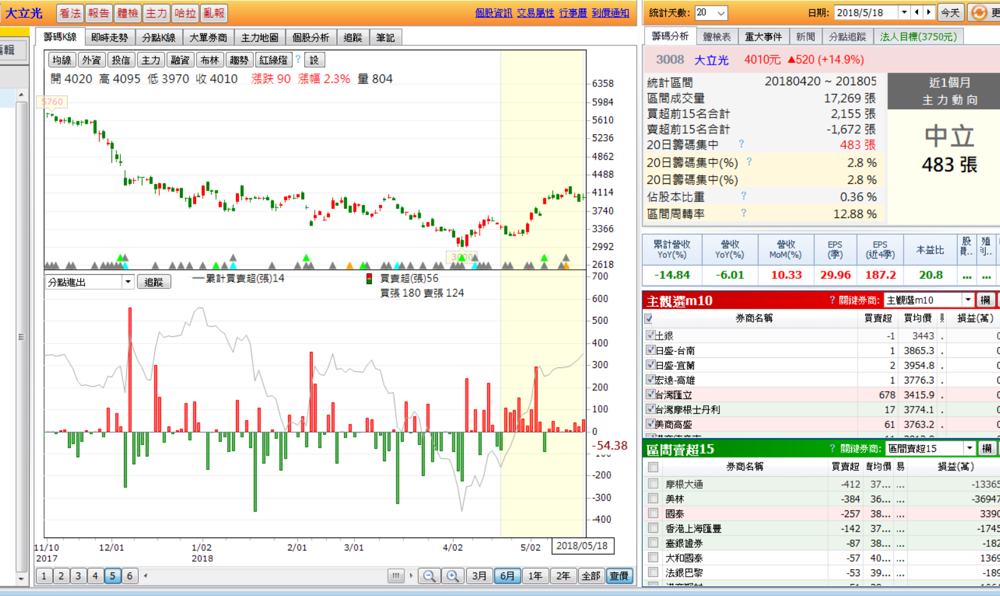 大立光 看法 報告 體檢 主力 哈拉 亂報 個股資訊 交易屬性 行事曆 到價通知
統計天數: 20 日期: 2018/5/18 今天 更
籌碼K線 即時走勢 分點K線 大單券商 主力地圖 個股分析 追蹤 筆記
籌碼分析 體檢表 重大事件 新聞 分點追蹤 法人目標(3750元)
輯
均線 外資 投信 主力 融資 布林 趨勢 紅綠燈 ? 設
開 4020 高 4095 低 3970 收 4010 漲跌 90 漲幅 2.3% 量 804
5760
3000
6358
5984
5610
5236
4862
4488
4114
3740
3366
2992
2618
分點進出 追蹤 累計買賣超(張)14 買賣超(張)56
買張 180 賣張 124
700
600
500
400
300
200
100
0
-54.38
-200
-300
-400
11/10 12/01 1/02 2/01 3/01 4/02 5/02 2018/05/18
2017 2018
1 2 3 4 5 6 3月 6月 1年 2年 全部 查價
3008 大立光 4010元 ▲520 (+14.9%)
統計區間 20180420 ~ 201805
區間成交量 17,269 張
買超前15名合計 2,155 張
賣超前15名合計 -1,672 張
20日籌碼集中 ? 483 張
20日籌碼集中(%) ? 2.8 %
20日籌碼集中(%) 2.8 %
佔股本比重 ? 0.36 %
區間周轉率 ? 12.88 %
近1個月
主力動向
中立
483 張
累計營收 YoY(%) 營收 YoY(%) 營收 MoM(%) EPS (季) EPS (近4季) 本益比 股 費... 殖 利...
-14.84 -6.01 10.33 29.96 187.2 20.8 ... ...
主觀選m10 ? 關鍵券商: 主觀選m10 欄
券商名稱 買賣超 買均價 損益(萬)
土銀 -1 3443 .
日盛-台南 1 3865.3 .
日盛-宜蘭 2 3954.8 .
宏遠-高雄 1 3776.3 .
台灣匯立 678 3415.9 .
台灣摩根士丹利 17 3774.1 .
美商高盛 61 3763.2 .
區間賣超15 ? 關鍵券商: 區間賣超15 欄
券商名稱 買賣超 賣均價 易 損益(萬)
摩根大通 -412 37... ... -13365
美林 -384 36... ... -36947
國泰 -257 38... ... 3390
香港上海匯豐 -142 37... ... -1745
臺銀證券 -87 38... ... -182
大和國泰 -57 40... ... 1369
法銀巴黎 -53 39... ... -189